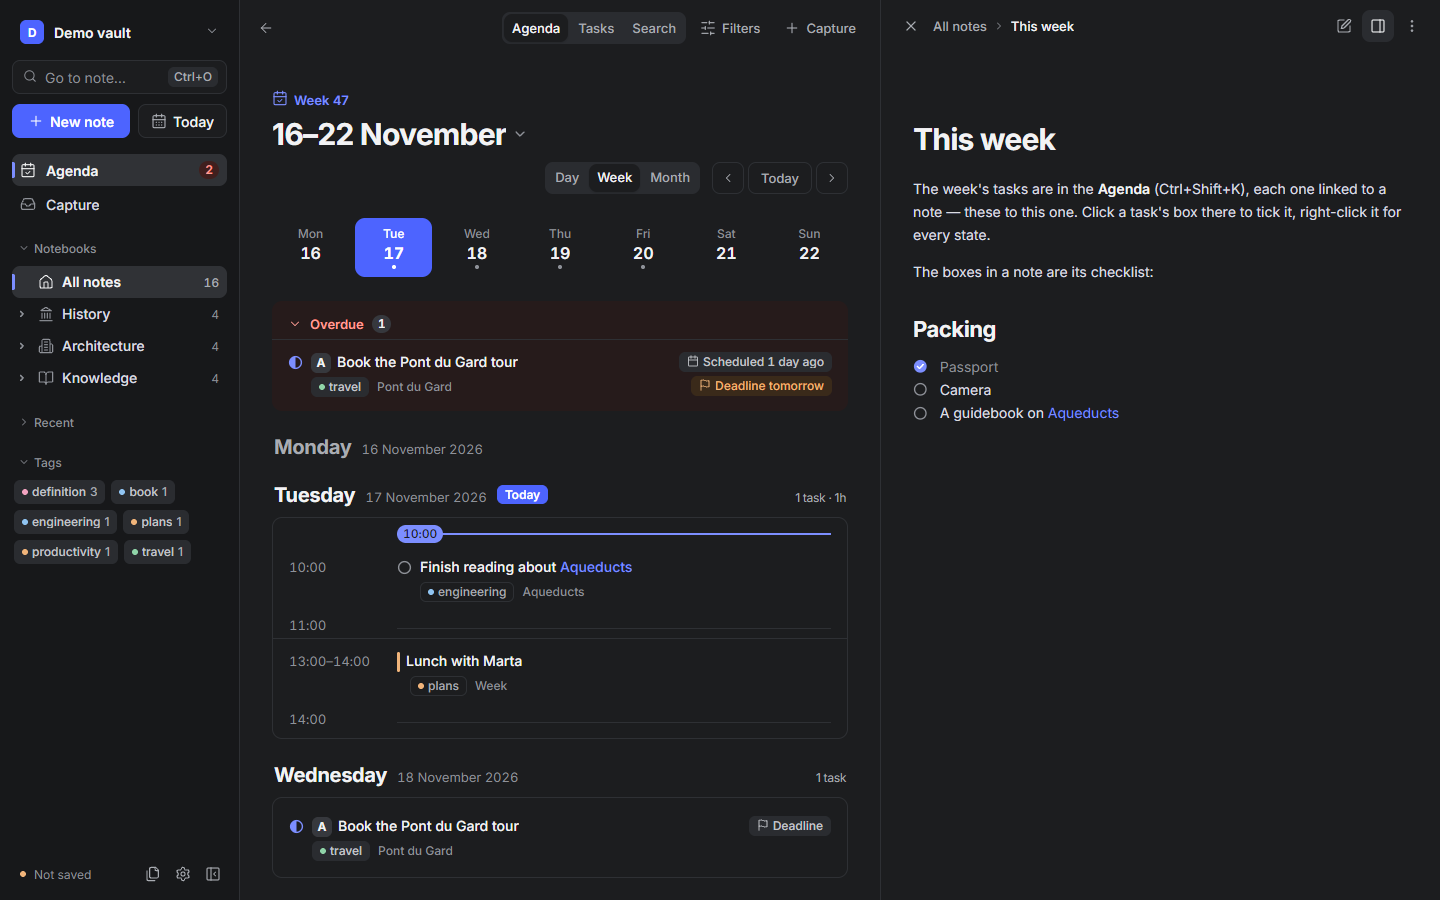 D Demo vault
Go to note... Ctrl+O
New note Today
Agenda 2
Capture
Notebooks
All notes 16
History 4
Architecture 4
Knowledge 4
Recent
Tags
definition 3 book 1
engineering 1 plans 1
productivity 1 travel 1
Not saved
Agenda Tasks Search Filters Capture
Week 47
16–22 November
Day Week Month Today
Mon Tue Wed Thu Fri Sat Sun
16 17 18 19 20 21 22
Overdue 1
A Book the Pont du Gard tour Scheduled 1 day ago
travel Pont du Gard Deadline tomorrow
Monday 16 November 2026
Tuesday 17 November 2026 Today 1 task · 1h
10:00
10:00 Finish reading about Aqueducts
engineering Aqueducts
11:00
13:00–14:00 Lunch with Marta
plans Week
14:00
Wednesday 18 November 2026 1 task
A Book the Pont du Gard tour Deadline
travel Pont du Gard
All notes This week
This week
The week's tasks are in the Agenda (Ctrl+Shift+K), each one linked to a
note — these to this one. Click a task's box there to tick it, right-click it for
every state.
The boxes in a note are its checklist:
Packing
Passport
Camera
A guidebook on Aqueducts